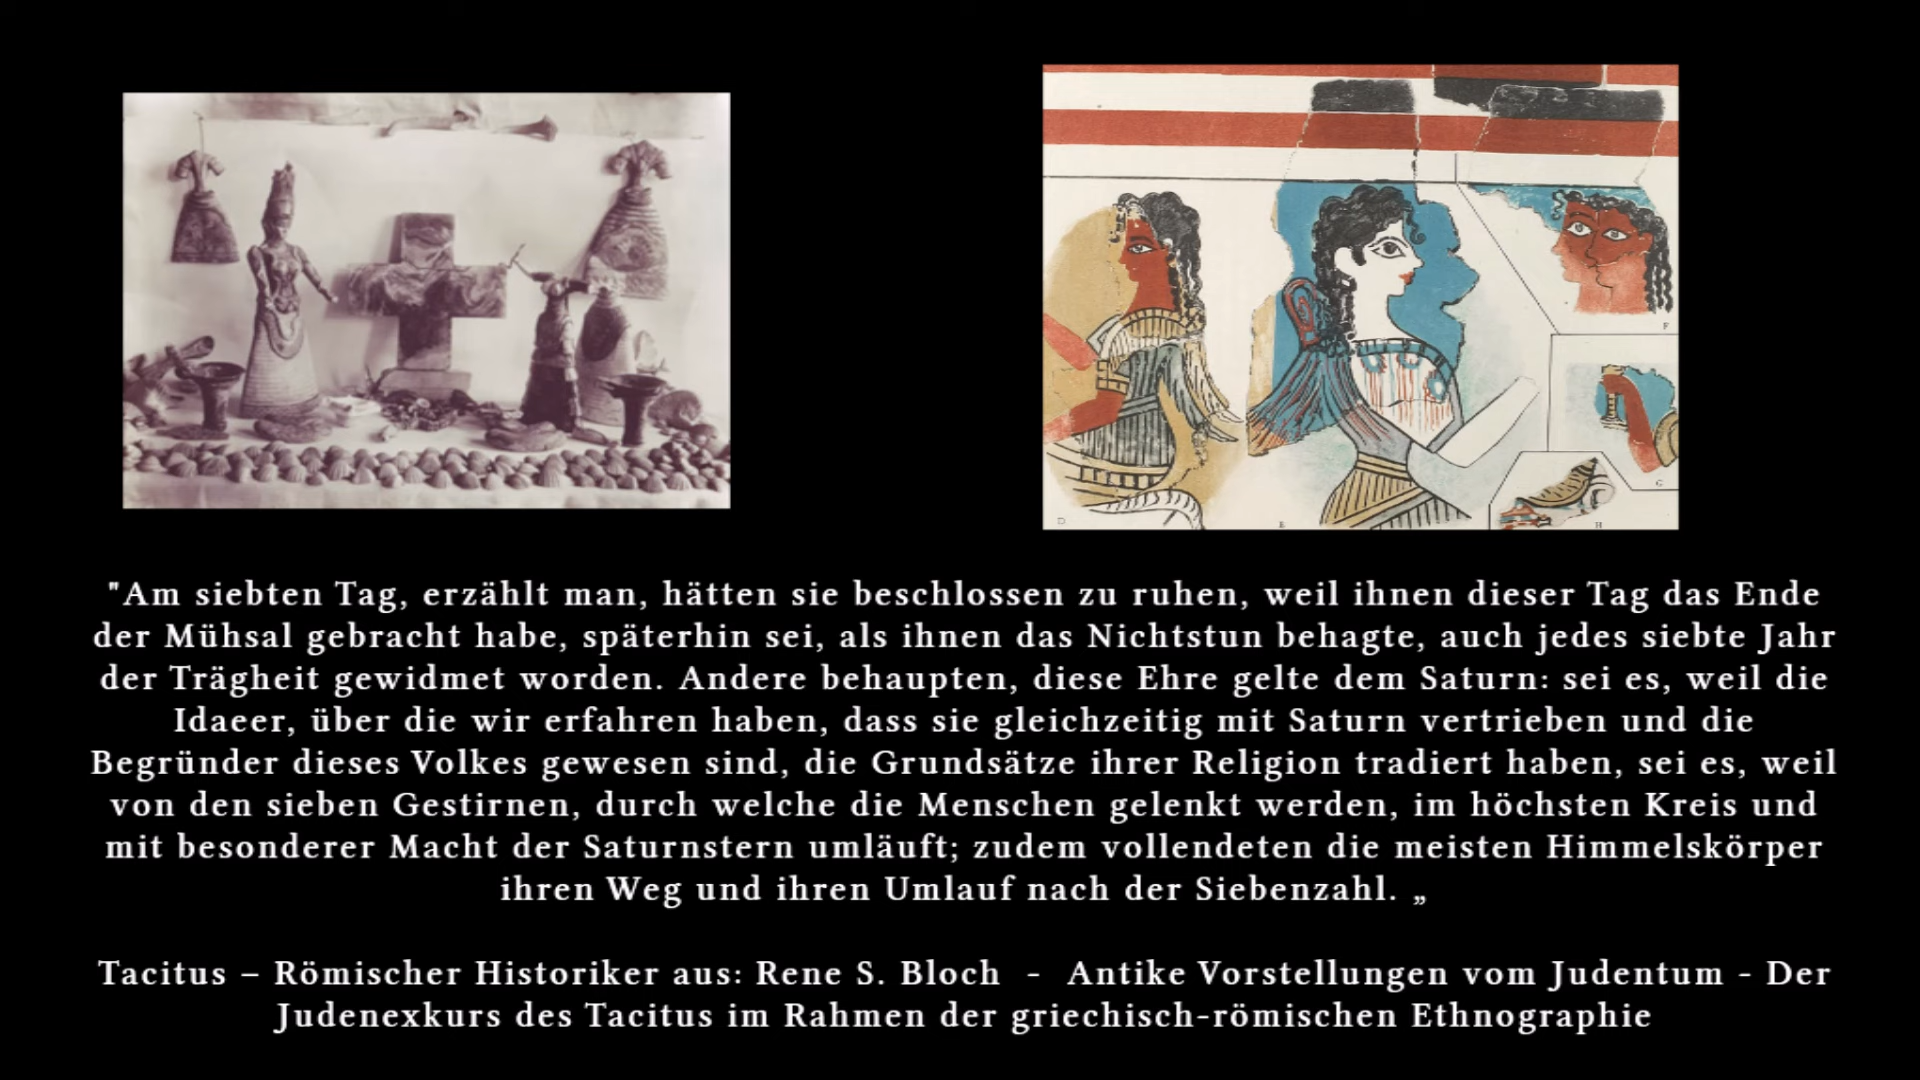 D
E
F
G
H
"Am siebten Tag, erzählt man, hätten sie beschlossen zu ruhen, weil ihnen dieser Tag das Ende
der Mühsal gebracht habe, späterhin sei, als ihnen das Nichtstun behagte, auch jedes siebte Jahr
der Trägheit gewidmet worden. Andere behaupten, diese Ehre gelte dem Saturn: sei es, weil die
Idaeer, über die wir erfahren haben, dass sie gleichzeitig mit Saturn vertrieben und die
Begründer dieses Volkes gewesen sind, die Grundsätze ihrer Religion tradiert haben, sei es, weil
von den sieben Gestirnen, durch welche die Menschen gelenkt werden, im höchsten Kreis und
mit besonderer Macht der Saturnstern umläuft; zudem vollendeten die meisten Himmelskörper
ihren Weg und ihren Umlauf nach der Siebenzahl. „
Tacitus – Römischer Historiker aus: Rene S. Bloch - Antike Vorstellungen vom Judentum - Der
Judenexkurs des Tacitus im Rahmen der griechisch-römischen Ethnographie